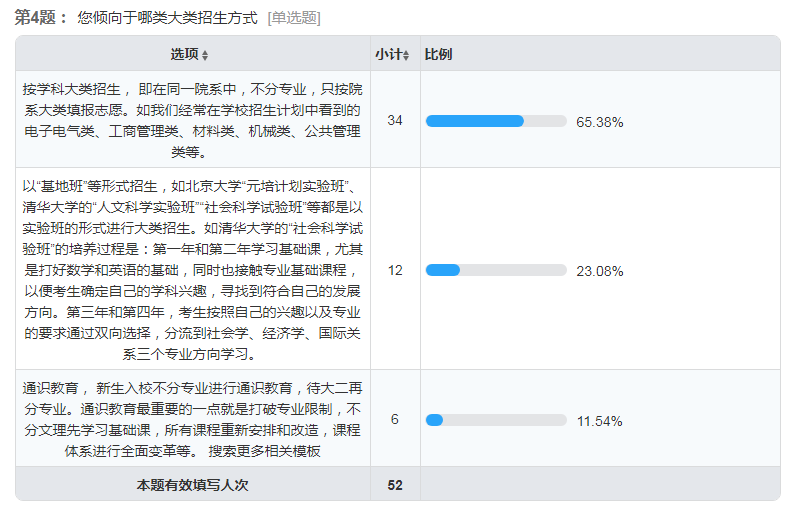 第4题： 您倾向于哪类大类招生方式 [单选题]
选项 小计 比例
按学科大类招生， 即在同一院系中，不分专业，只按院
系大类填报志愿。如我们经常在学校招生计划中看到的
电子电气类、工商管理类、材料类、机械类、公共管理
类等。
34
65.38%
以“基地班”等形式招生，如北京大学“元培计划实验班”、
清华大学的“人文科学实验班”“社会科学试验班”等都是以
实验班的形式进行大类招生。如清华大学的“社会科学试
验班”的培养过程是：第一年和第二年学习基础课，尤其
是打好数学和英语的基础，同时也接触专业基础课程，
以便考生确定自己的学科兴趣，寻找到符合自己的发展
方向。第三年和第四年，考生按照自己的兴趣以及专业
的要求通过双向选择，分流到社会学、经济学、国际关
系三个专业方向学习。
12
23.08%
通识教育， 新生入校不分专业进行通识教育，待大二再
分专业。通识教育最重要的一点就是打破专业限制，不
分文理先学习基础课，所有课程重新安排和改造，课程
体系进行全面变革等。 搜索更多相关模板
6
11.54%
本题有效填写人次 52